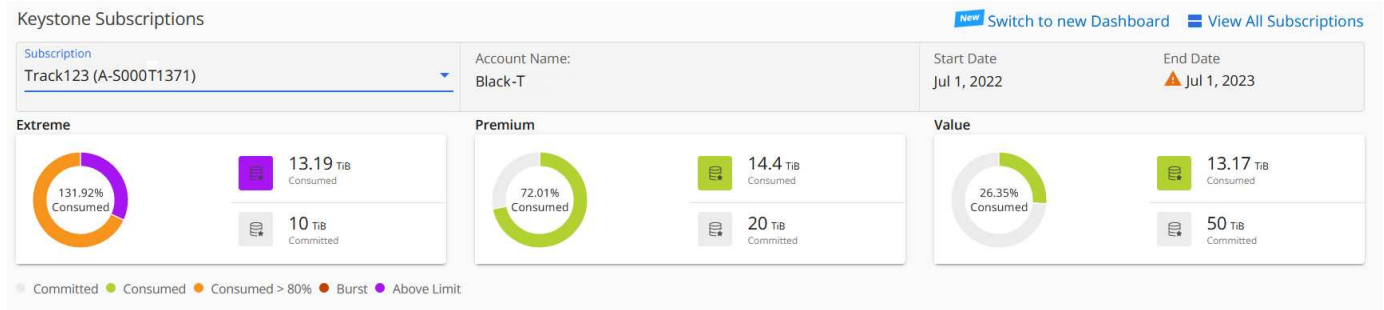 Keystone Subscriptions
New Switch to new Dashboard View All Subscriptions
Subscription
Track123 (A-S000T1371)
Account Name:
Black-T
Start Date
Jul 1, 2022
End Date
Jul 1, 2023
Extreme
131.92%
Consumed
13.19 TiB
Consumed
10 TiB
Committed
Premium
72.01%
Consumed
14.4 TiB
Consumed
20 TiB
Committed
Value
26.35%
Consumed
13.17 TiB
Consumed
50 TiB
Committed
Committed Consumed Consumed > 80% Burst Above Limit